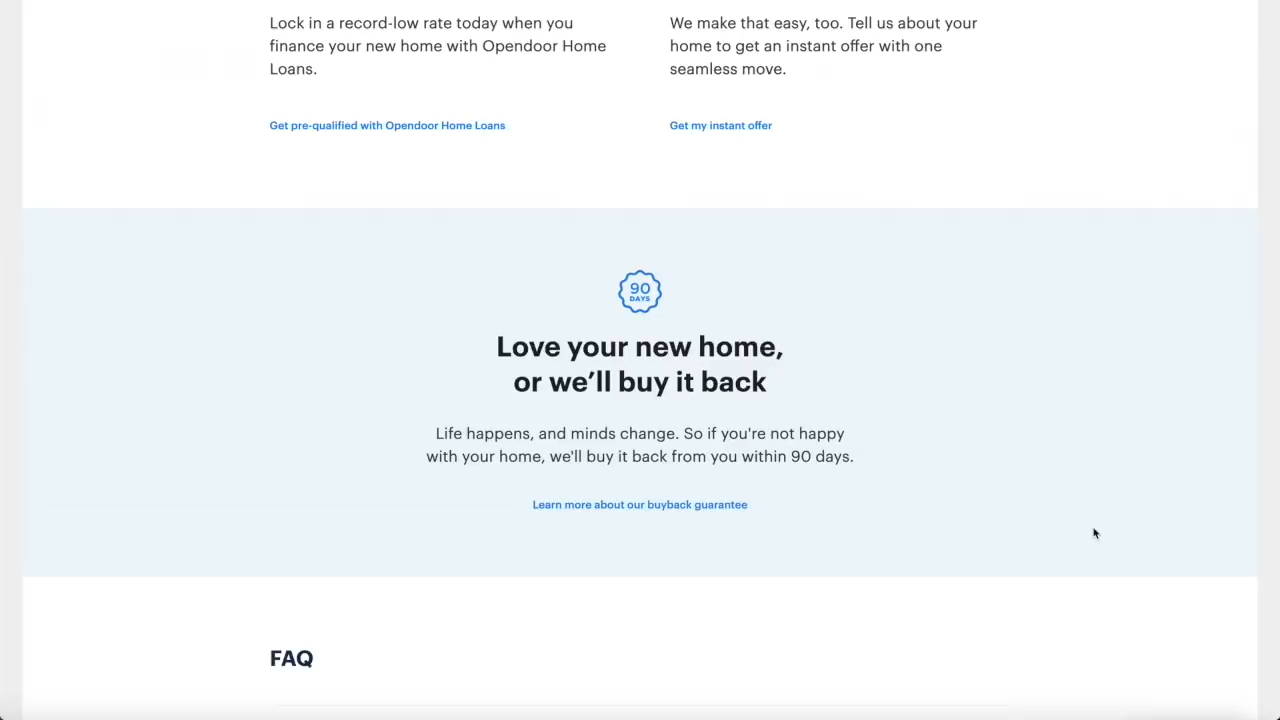 Lock in a record-low rate today when you
finance your new home with Opendoor Home
Loans.
Get pre-qualified with Opendoor Home Loans
We make that easy, too. Tell us about your
home to get an instant offer with one
seamless move.
Get my instant offer
90
DAYS
Love your new home,
or we’ll buy it back
Life happens, and minds change. So if you're not happy
with your home, we'll buy it back from you within 90 days.
Learn more about our buyback guarantee
FAQ